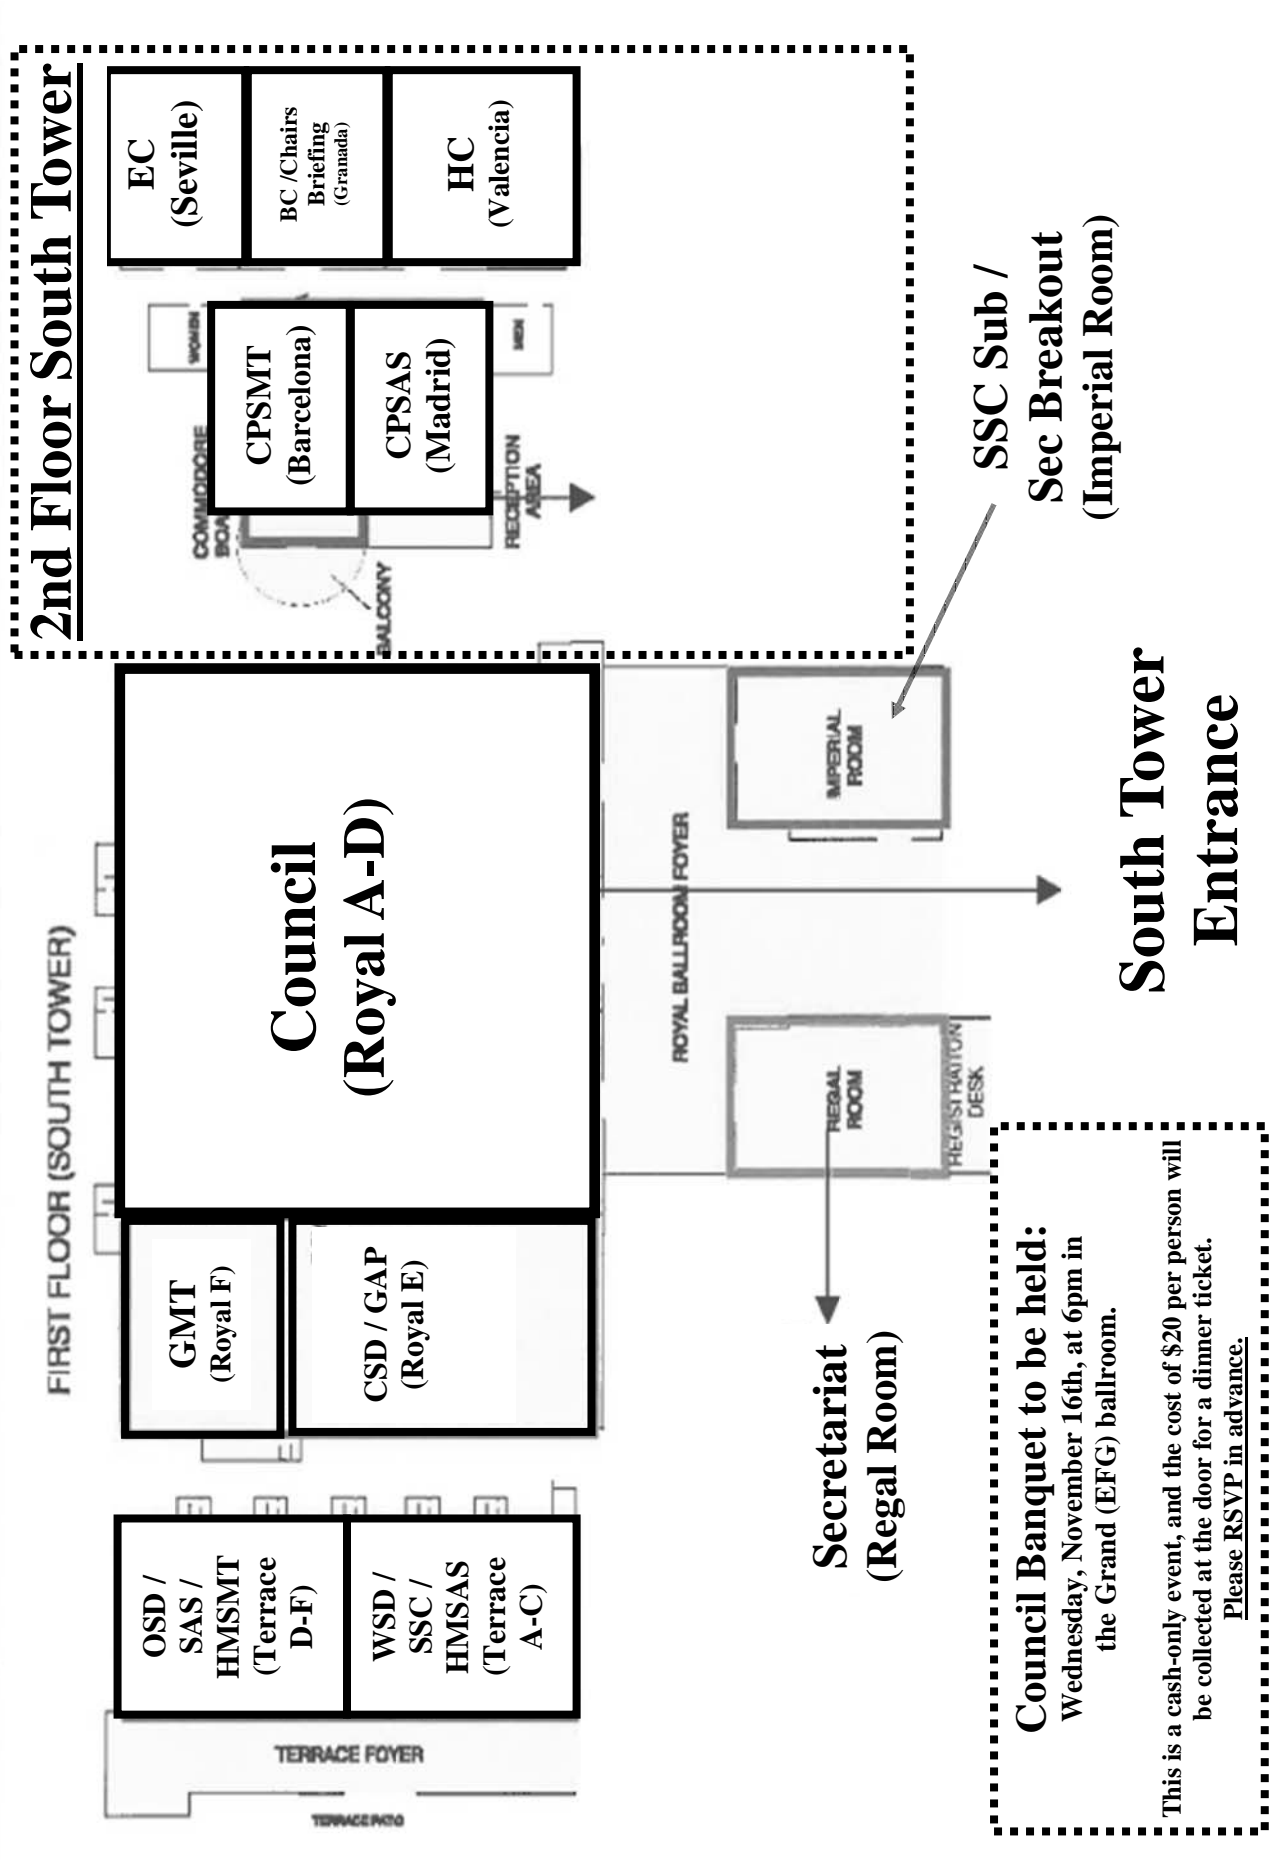 FIRST FLOOR (SOUTH TOWER)
2nd Floor South Tower
OSD /
SAS /
HMSMT
(Terrace
D-F)
WSD /
SSC /
HMSAS
(Terrace
A-C)
TERRACE FOYER
TERRACE PATIO
GMT
(Royal F)
CSD / GAP
(Royal E)
Council
(Royal A-D)
COMMODORE
BALCONY
RECEPTION
AREA
WOMEN
MEN
CPSMT
(Barcelona)
CPSAS
(Madrid)
EC
(Seville)
BC /Chairs
Briefing
(Granada)
HC
(Valencia)
ROYAL BALLROOM FOYER
REGAL
ROOM
IMPERIAL
ROOM
REGISTRATION
DESK
Secretariat
(Regal Room)
SSC Sub /
Sec Breakout
(Imperial Room)
South Tower
Entrance
Council Banquet to be held:
Wednesday, November 16th, at 6pm in
the Grand (EFG) ballroom.
This is a cash-only event, and the cost of $20 per person will
be collected at the door for a dinner ticket.
Please RSVP in advance.